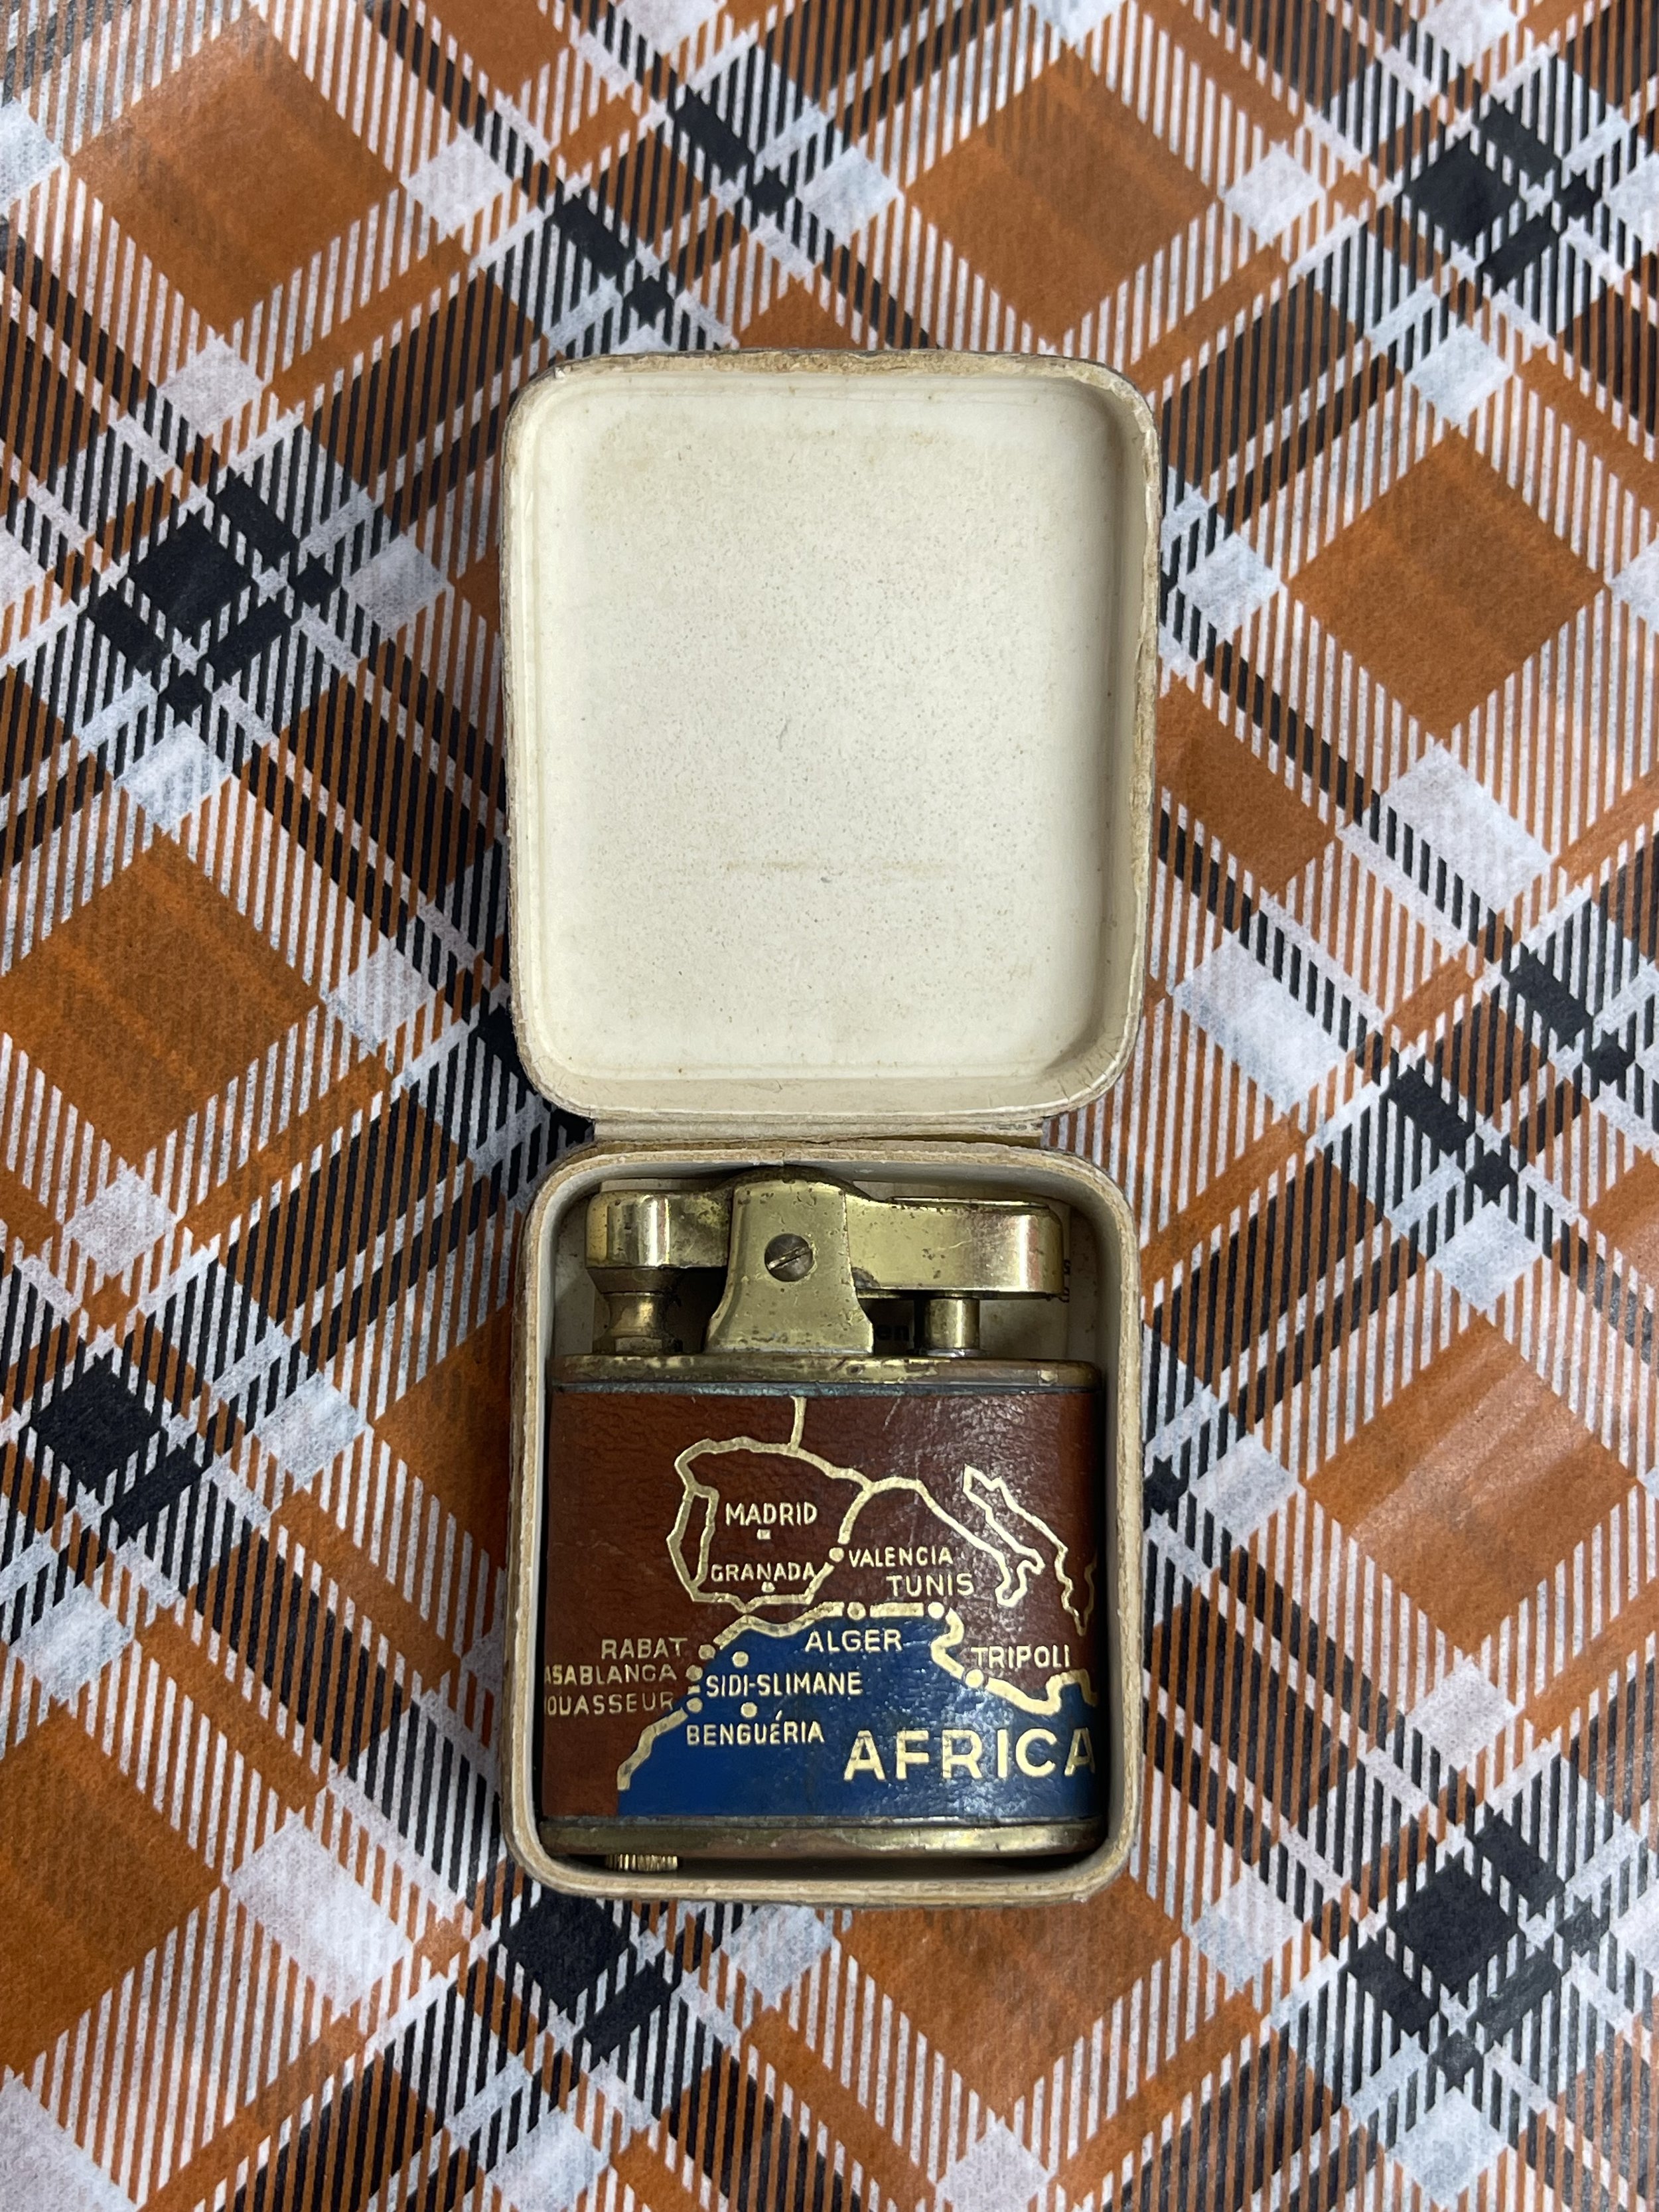 MADRID
GRANADA
VALENCIA
TUNIS
RABAT
ALGER
ASABLANCA
TRIPOLI
SIDI-SLIMANE
OUASSEUR
BENGUÉRIA
AFRICA